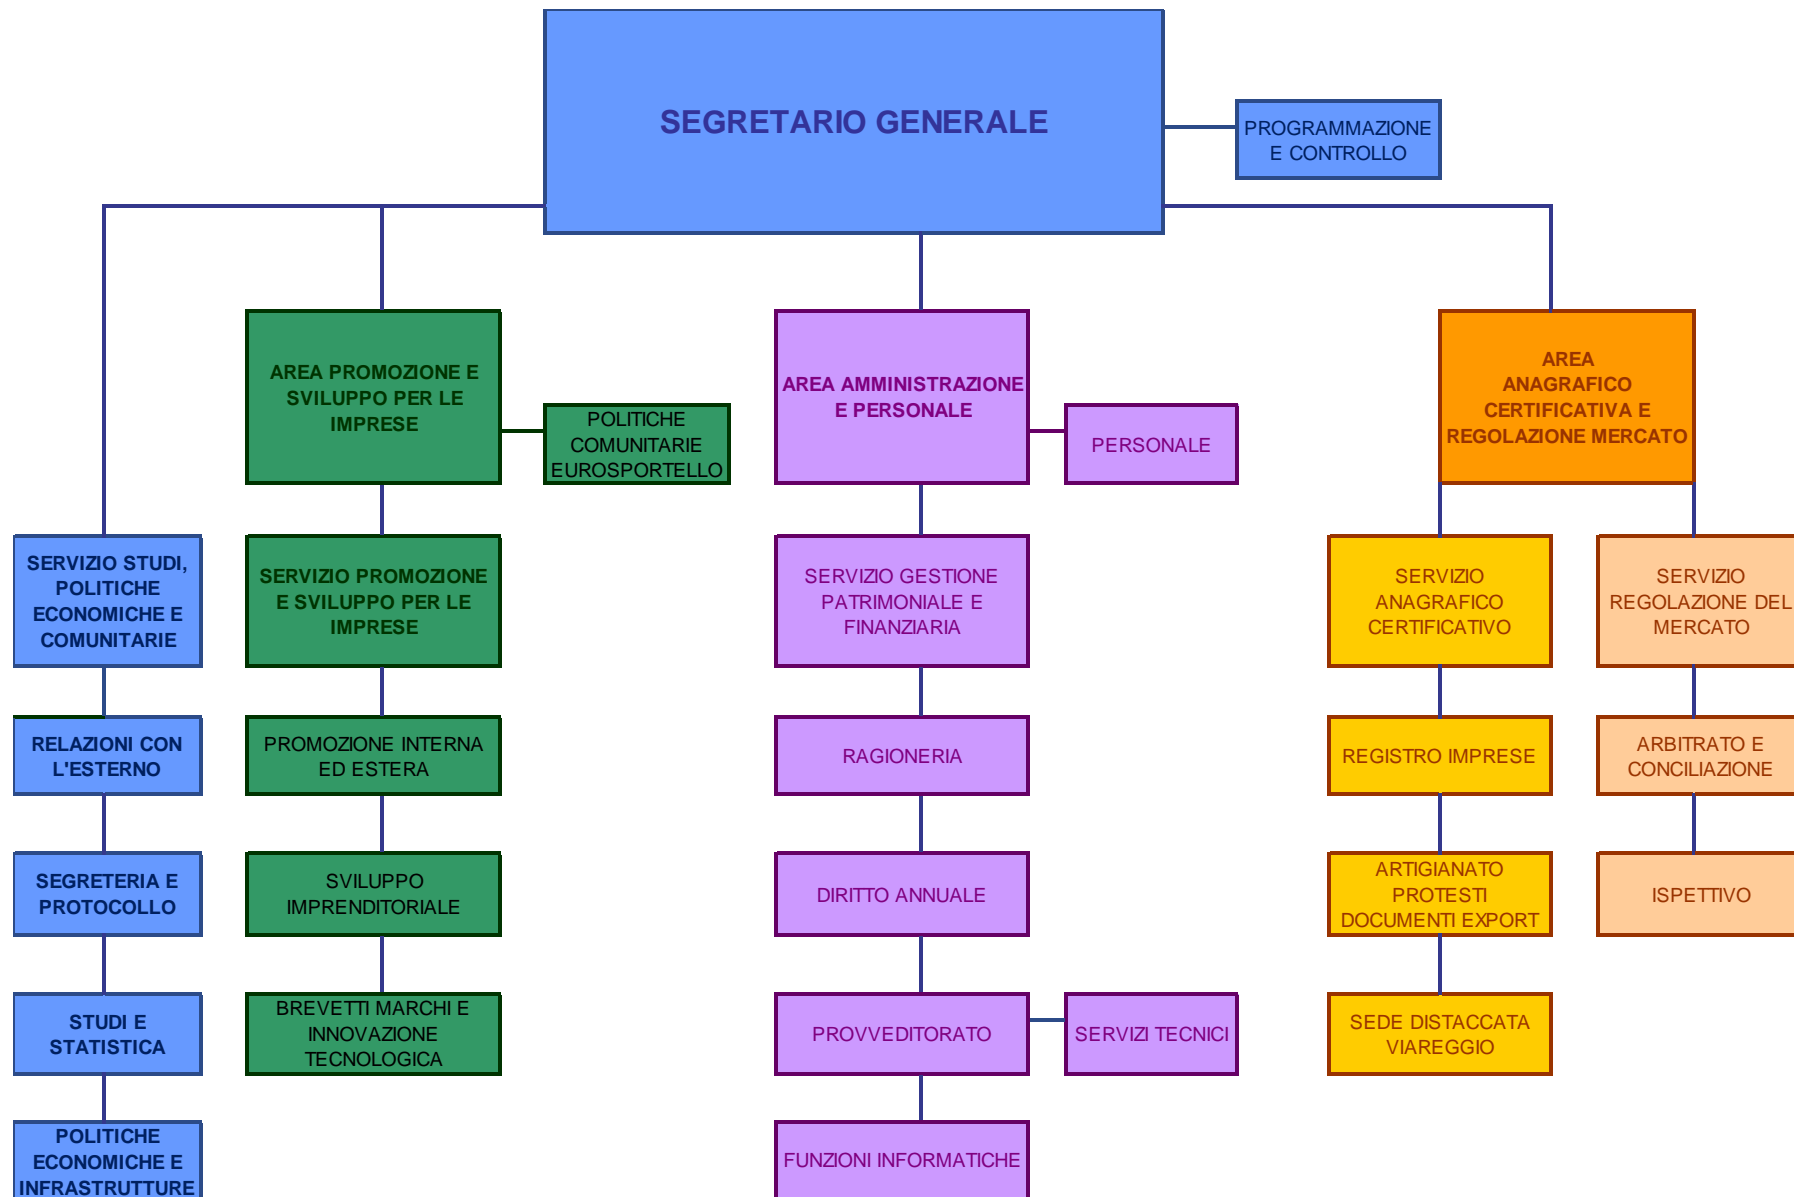 SEGRETARIO GENERALE
PROGRAMMAZIONE
E CONTROLLO
AREA PROMOZIONE E
SVILUPPO PER LE
IMPRESE
POLITICHE
COMUNITARIE
EUROSPORTELLO
AREA AMMINISTRAZIONE
E PERSONALE
PERSONALE
AREA
ANAGRAFICO
CERTIFICATIVA E
REGOLAZIONE MERCATO
SERVIZIO STUDI,
POLITICHE
ECONOMICHE E
COMUNITARIE
SERVIZIO PROMOZIONE
E SVILUPPO PER LE
IMPRESE
SERVIZIO GESTIONE
PATRIMONIALE E
FINANZIARIA
SERVIZIO
ANAGRAFICO
CERTIFICATIVO
SERVIZIO
REGOLAZIONE DEL
MERCATO
RELAZIONI CON
L'ESTERNO
PROMOZIONE INTERNA
ED ESTERA
RAGIONERIA
REGISTRO IMPRESE
ARBITRATO E
CONCILIAZIONE
SEGRETERIA E
PROTOCOLLO
SVILUPPO
IMPRENDITORIALE
DIRITTO ANNUALE
ARTIGIANATO
PROTESTI
DOCUMENTI EXPORT
ISPETTIVO
STUDI E
STATISTICA
BREVETTI MARCHI E
INNOVAZIONE
TECNOLOGICA
PROVVEDITORATO
SERVIZI TECNICI
SEDE DISTACCATA
VIAREGGIO
POLITICHE
ECONOMICHE E
INFRASTRUTTURE
FUNZIONI INFORMATICHE